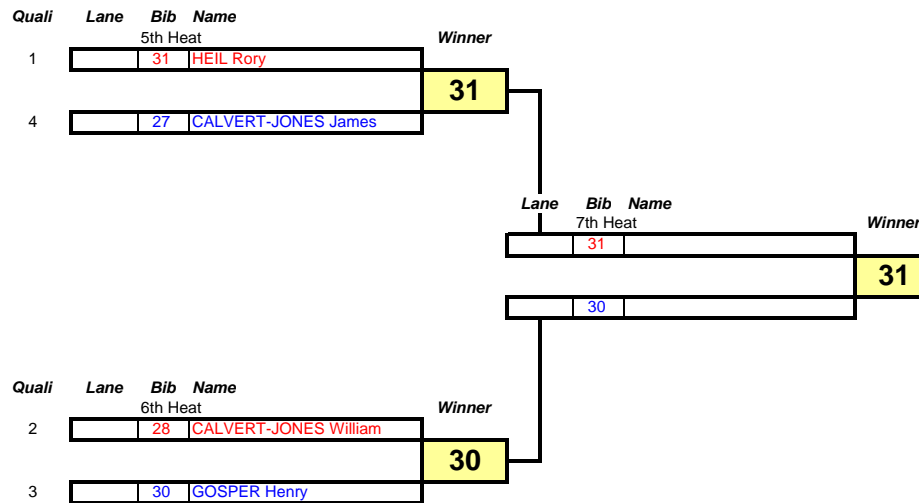 Quali Lane Bib Name
5th Heat Winner
1 31 HEIL Rory
31
4 27 CALVERT-JONES James
Lane Bib Name
7th Heat Winner
31
31
30
Quali Lane Bib Name
6th Heat Winner
2 28 CALVERT-JONES William
30
3 30 GOSPER Henry